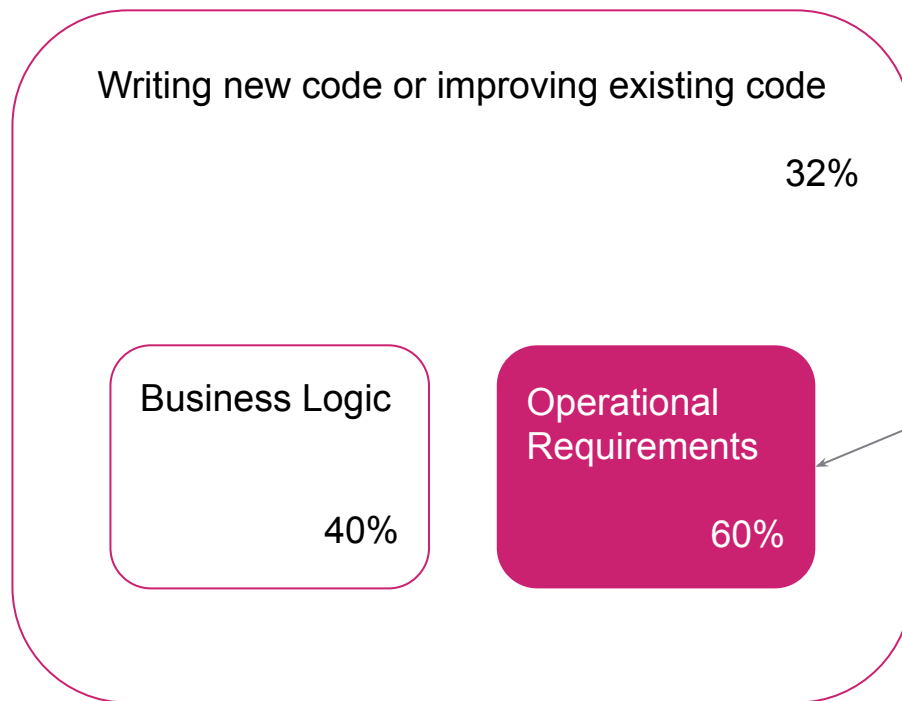 Writing new code or improving existing code
32%
Business Logic
40%
Operational
Requirements
60%